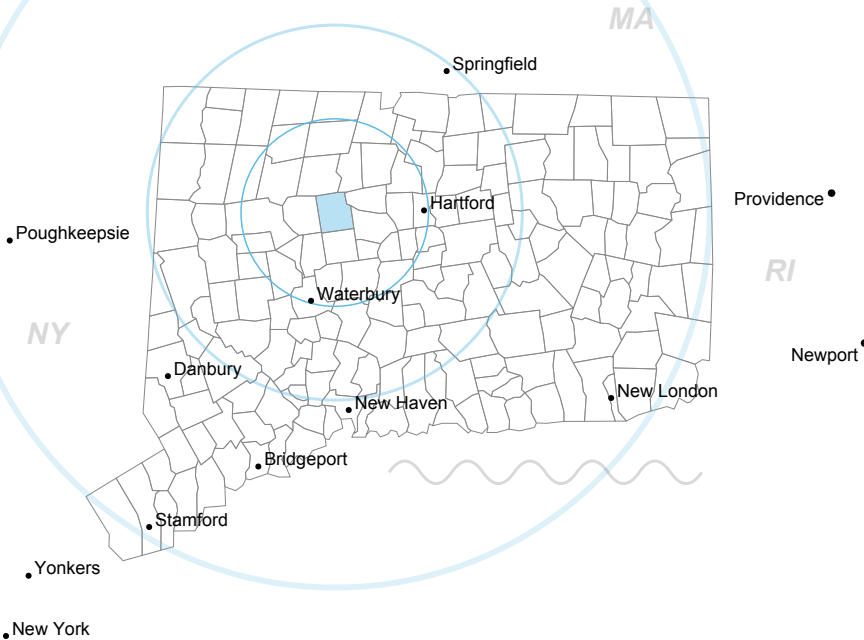 MA
Springfield
Providence
Hartford
Poughkeepsie
RI
Waterbury
NY
Newport
Danbury
New London
New Haven
Bridgeport
Stamford
Yonkers
New York